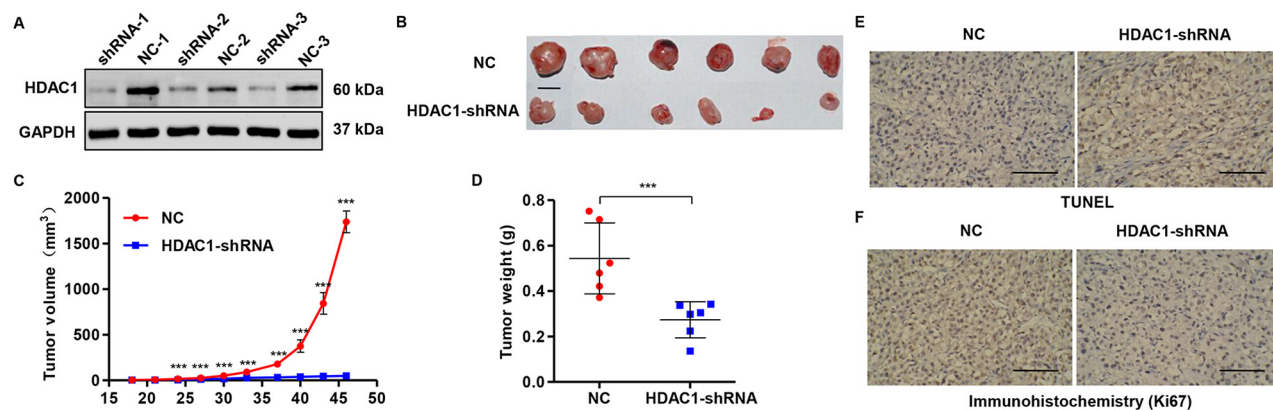 A
shRNA-1
NC-1
shRNA-2
NC-2
shRNA-3
NC-3
HDAC1
60 kDa
GAPDH
37 kDa
B
NC
HDAC1-shRNA
C
Tumor volume (mm³)
2000
1500
1000
500
0
NC
HDAC1-shRNA
*** *** *** *** *** *** *** ***
15 20 25 30 35 40 45 50
D
Tumor weight (g)
0.8
0.6
0.4
0.2
0.0
***
NC HDAC1-shRNA
E
NC HDAC1-shRNA
TUNEL
F
NC HDAC1-shRNA
Immunohistochemistry (Ki67)